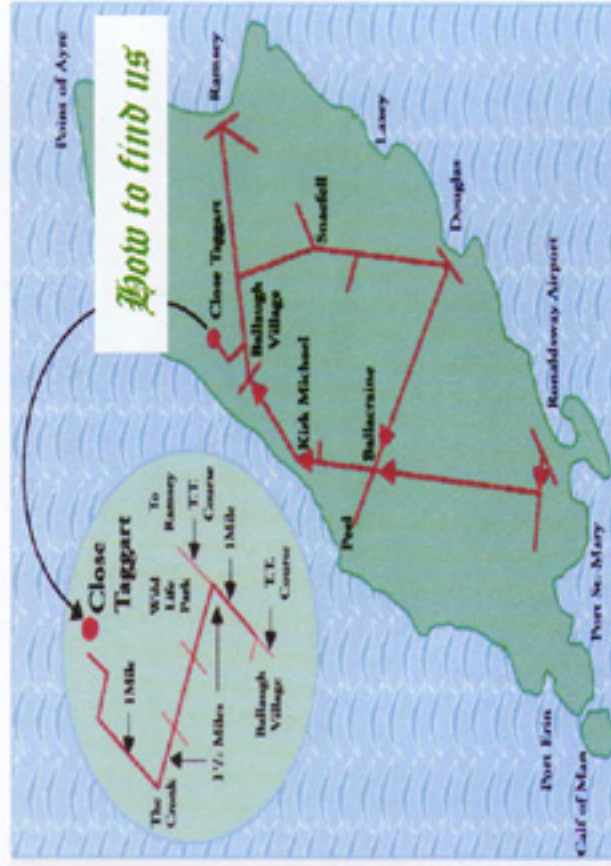 How to find us
Point of Ayre
Ramsey
Close Taggart
Ballaugh
Village
Snaefell
Laxey
Kirk Michael
Douglas
Ballacraine
Peel
Ronaldsway Airport
Port St. Mary
Port Erin
Calf of Man
Close
Taggart
Wild
Life
Park
To
Ramsey
T.T.
Course
1 Mile
1 Mile
The
Cronk
1½ Miles
Ballaugh
Village
T.T.
Course